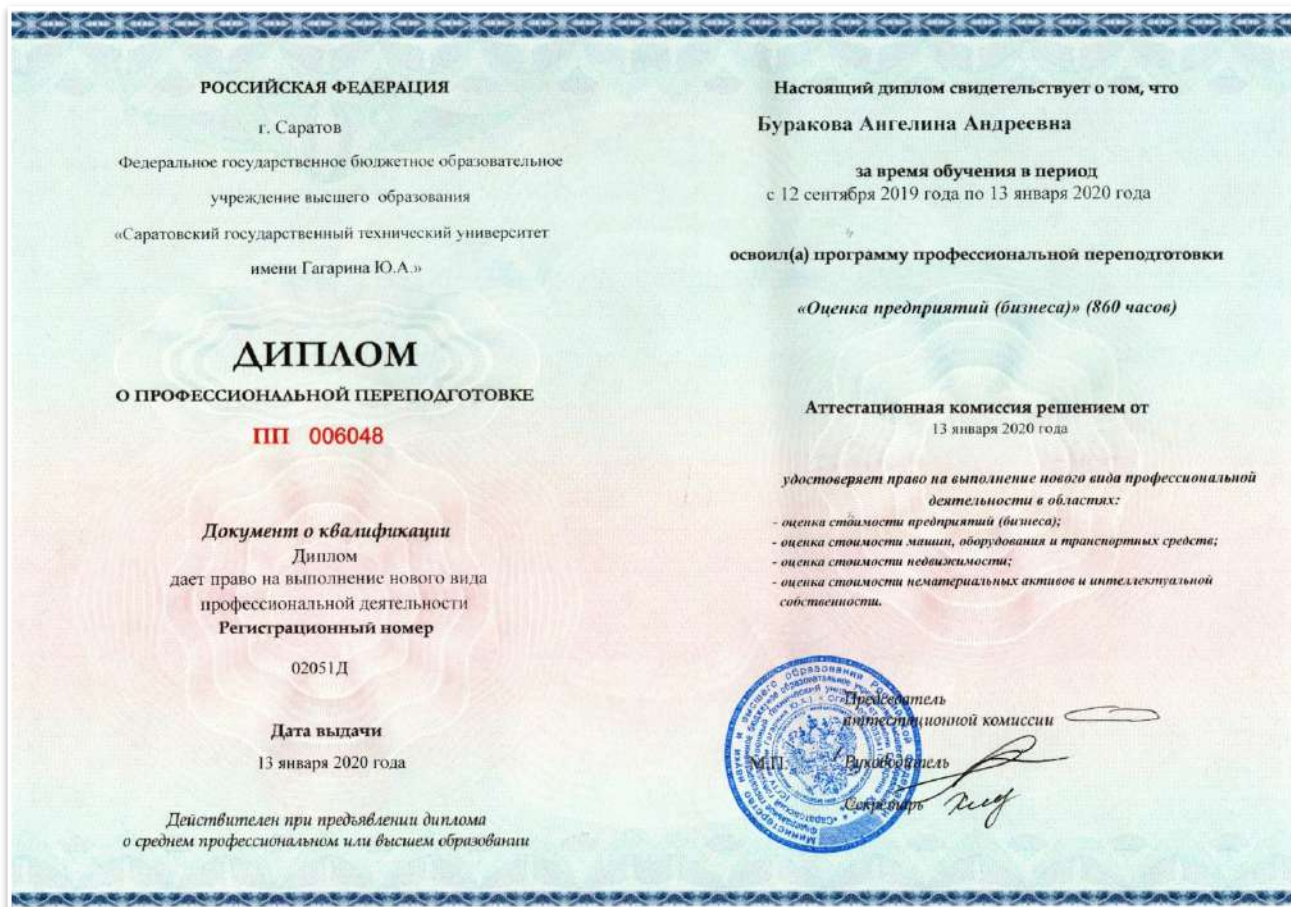 РОССИЙСКАЯ ФЕДЕРАЦИЯ
г. Саратов
Федеральное государственное бюджетное образовательное
учреждение высшего образования
«Саратовский государственный технический университет
имени Гагарина Ю.А.»
ДИПЛОМ
О ПРОФЕССИОНАЛЬНОЙ ПЕРЕПОДГОТОВКЕ
ПП 006048
Документ о квалификации
Диплом
дает право на выполнение нового вида
профессиональной деятельности
Регистрационный номер
02051Д
Дата выдачи
13 января 2020 года
Действителен при предъявлении диплома
о среднем профессиональном или высшем образовании
Настоящий диплом свидетельствует о том, что
Буракова Ангелина Андреевна
за время обучения в период
с 12 сентября 2019 года по 13 января 2020 года
освоил(а) программу профессиональной переподготовки
«Оценка предприятий (бизнеса)» (860 часов)
Аттестационная комиссия решением от
13 января 2020 года
удостоверяет право на выполнение нового вида профессиональной
деятельности в областях:
- оценка стоимости предприятий (бизнеса);
- оценка стоимости машин, оборудования и транспортных средств;
- оценка стоимости недвижимости;
- оценка стоимости нематериальных активов и интеллектуальной
собственности.
Председатель
аттестационной комиссии
М.П. Руководитель
Секретарь